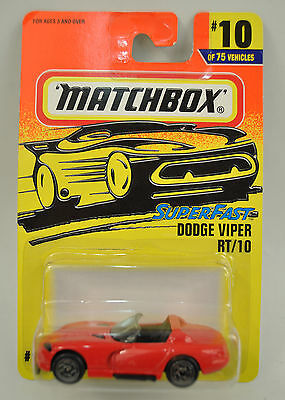 FOR AGES 3 AND OVER
#10
OF 75 VEHICLES
'MATCHBOX'®
SUPERFAST
DODGE VIPER
RT/10
#